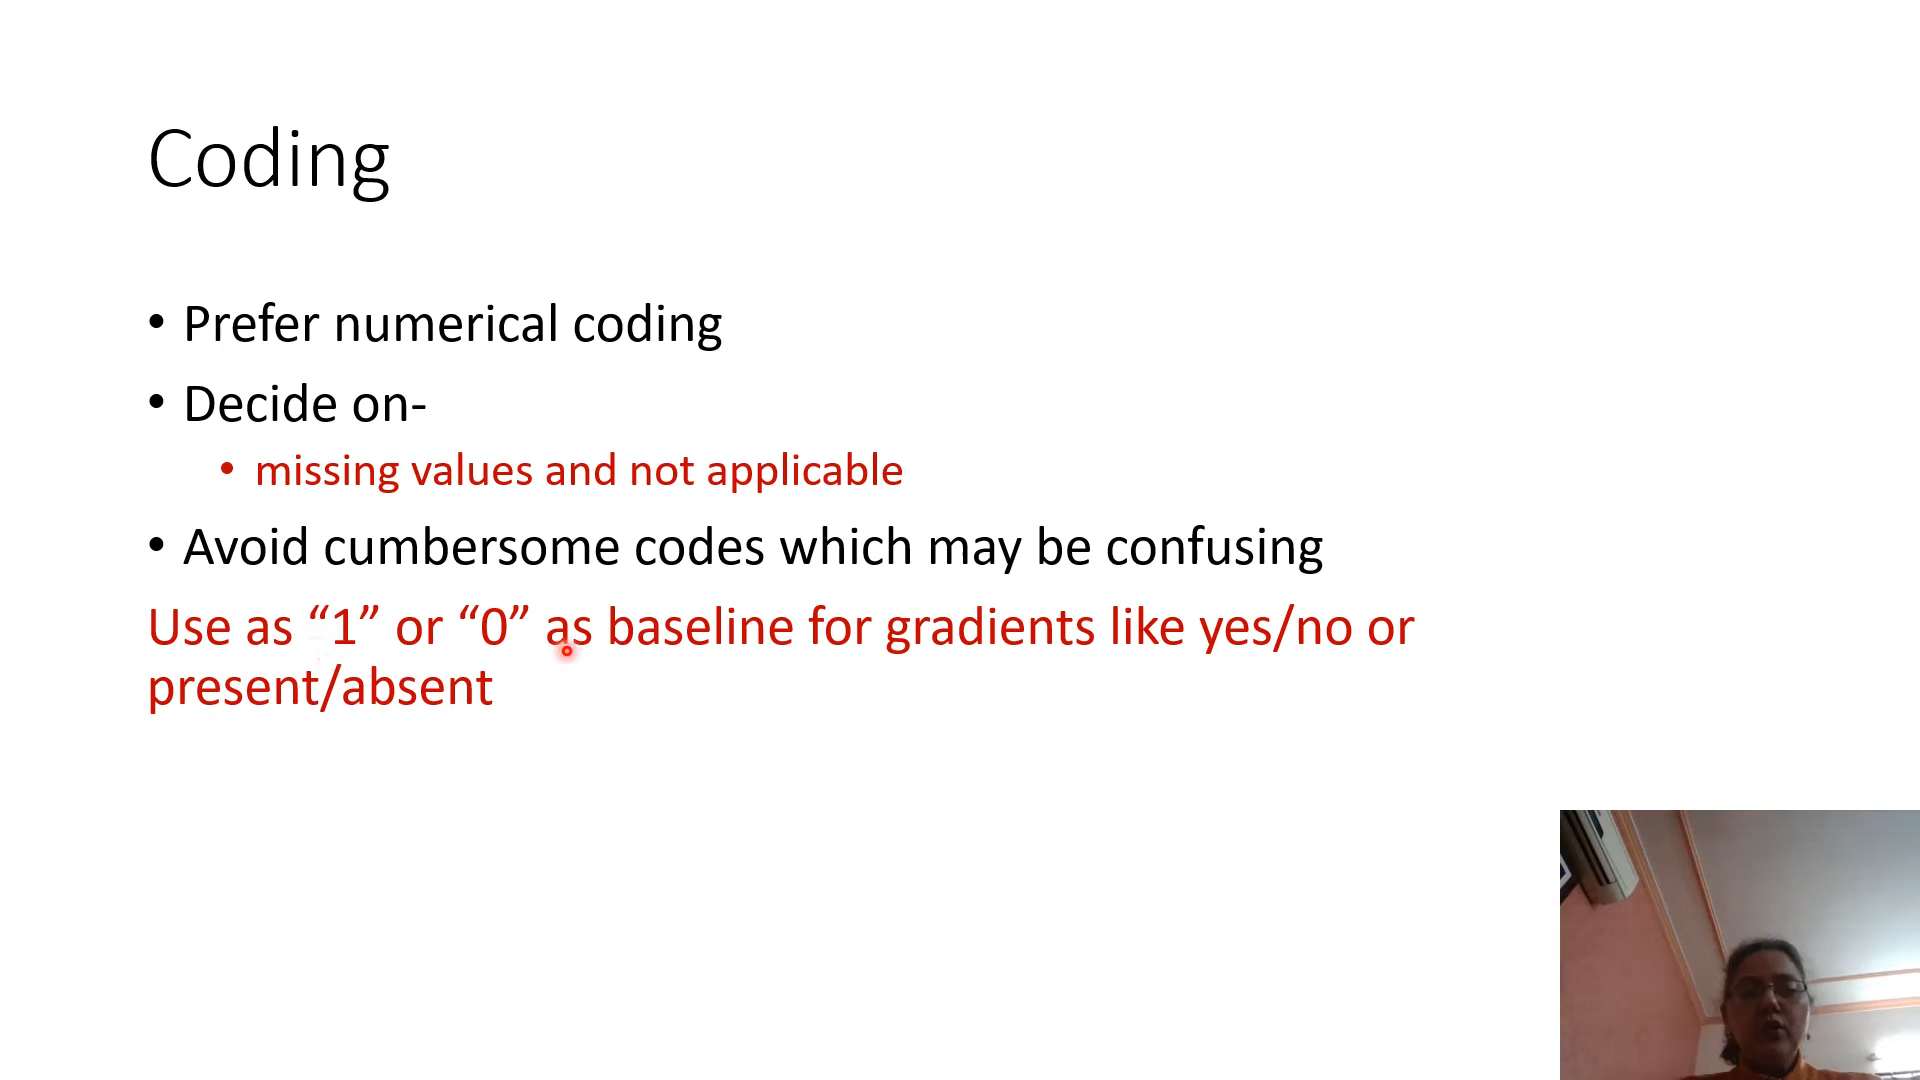 Coding
• Prefer numerical coding
• Decide on-
• missing values and not applicable
• Avoid cumbersome codes which may be confusing
Use as “1” or “0” as baseline for gradients like yes/no or
present/absent